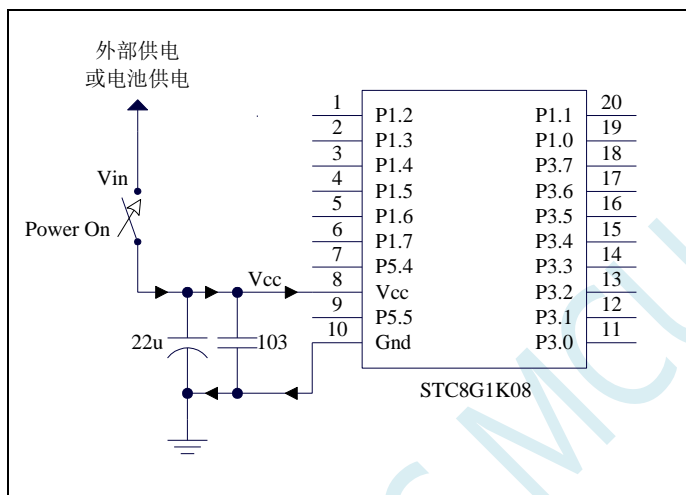 外部供电
或电池供电
Vin
Power On
Vcc
22u
103
1 P1.2 P1.1 20
2 P1.3 P1.0 19
3 P1.4 P3.7 18
4 P1.5 P3.6 17
5 P1.6 P3.5 16
6 P1.7 P3.4 15
7 P5.4 P3.3 14
8 Vcc P3.2 13
9 P5.5 P3.1 12
10 Gnd P3.0 11
STC8G1K08
MCU